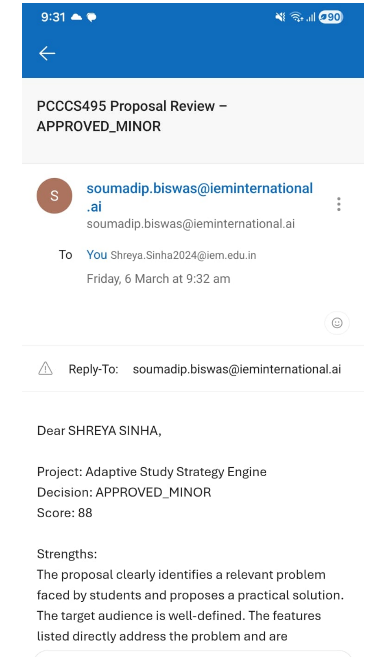 9:31
90
PCCCS495 Proposal Review –
APPROVED_MINOR
S
soumadip.biswas@ieminternational
.ai
soumadip.biswas@ieminternational.ai
To You Shreya.Sinha2024@iem.edu.in
Friday, 6 March at 9:32 am
Reply-To: soumadip.biswas@ieminternational.ai
Dear SHREYA SINHA,
Project: Adaptive Study Strategy Engine
Decision: APPROVED_MINOR
Score: 88
Strengths:
The proposal clearly identifies a relevant problem
faced by students and proposes a practical solution.
The target audience is well-defined. The features
listed directly address the problem and are